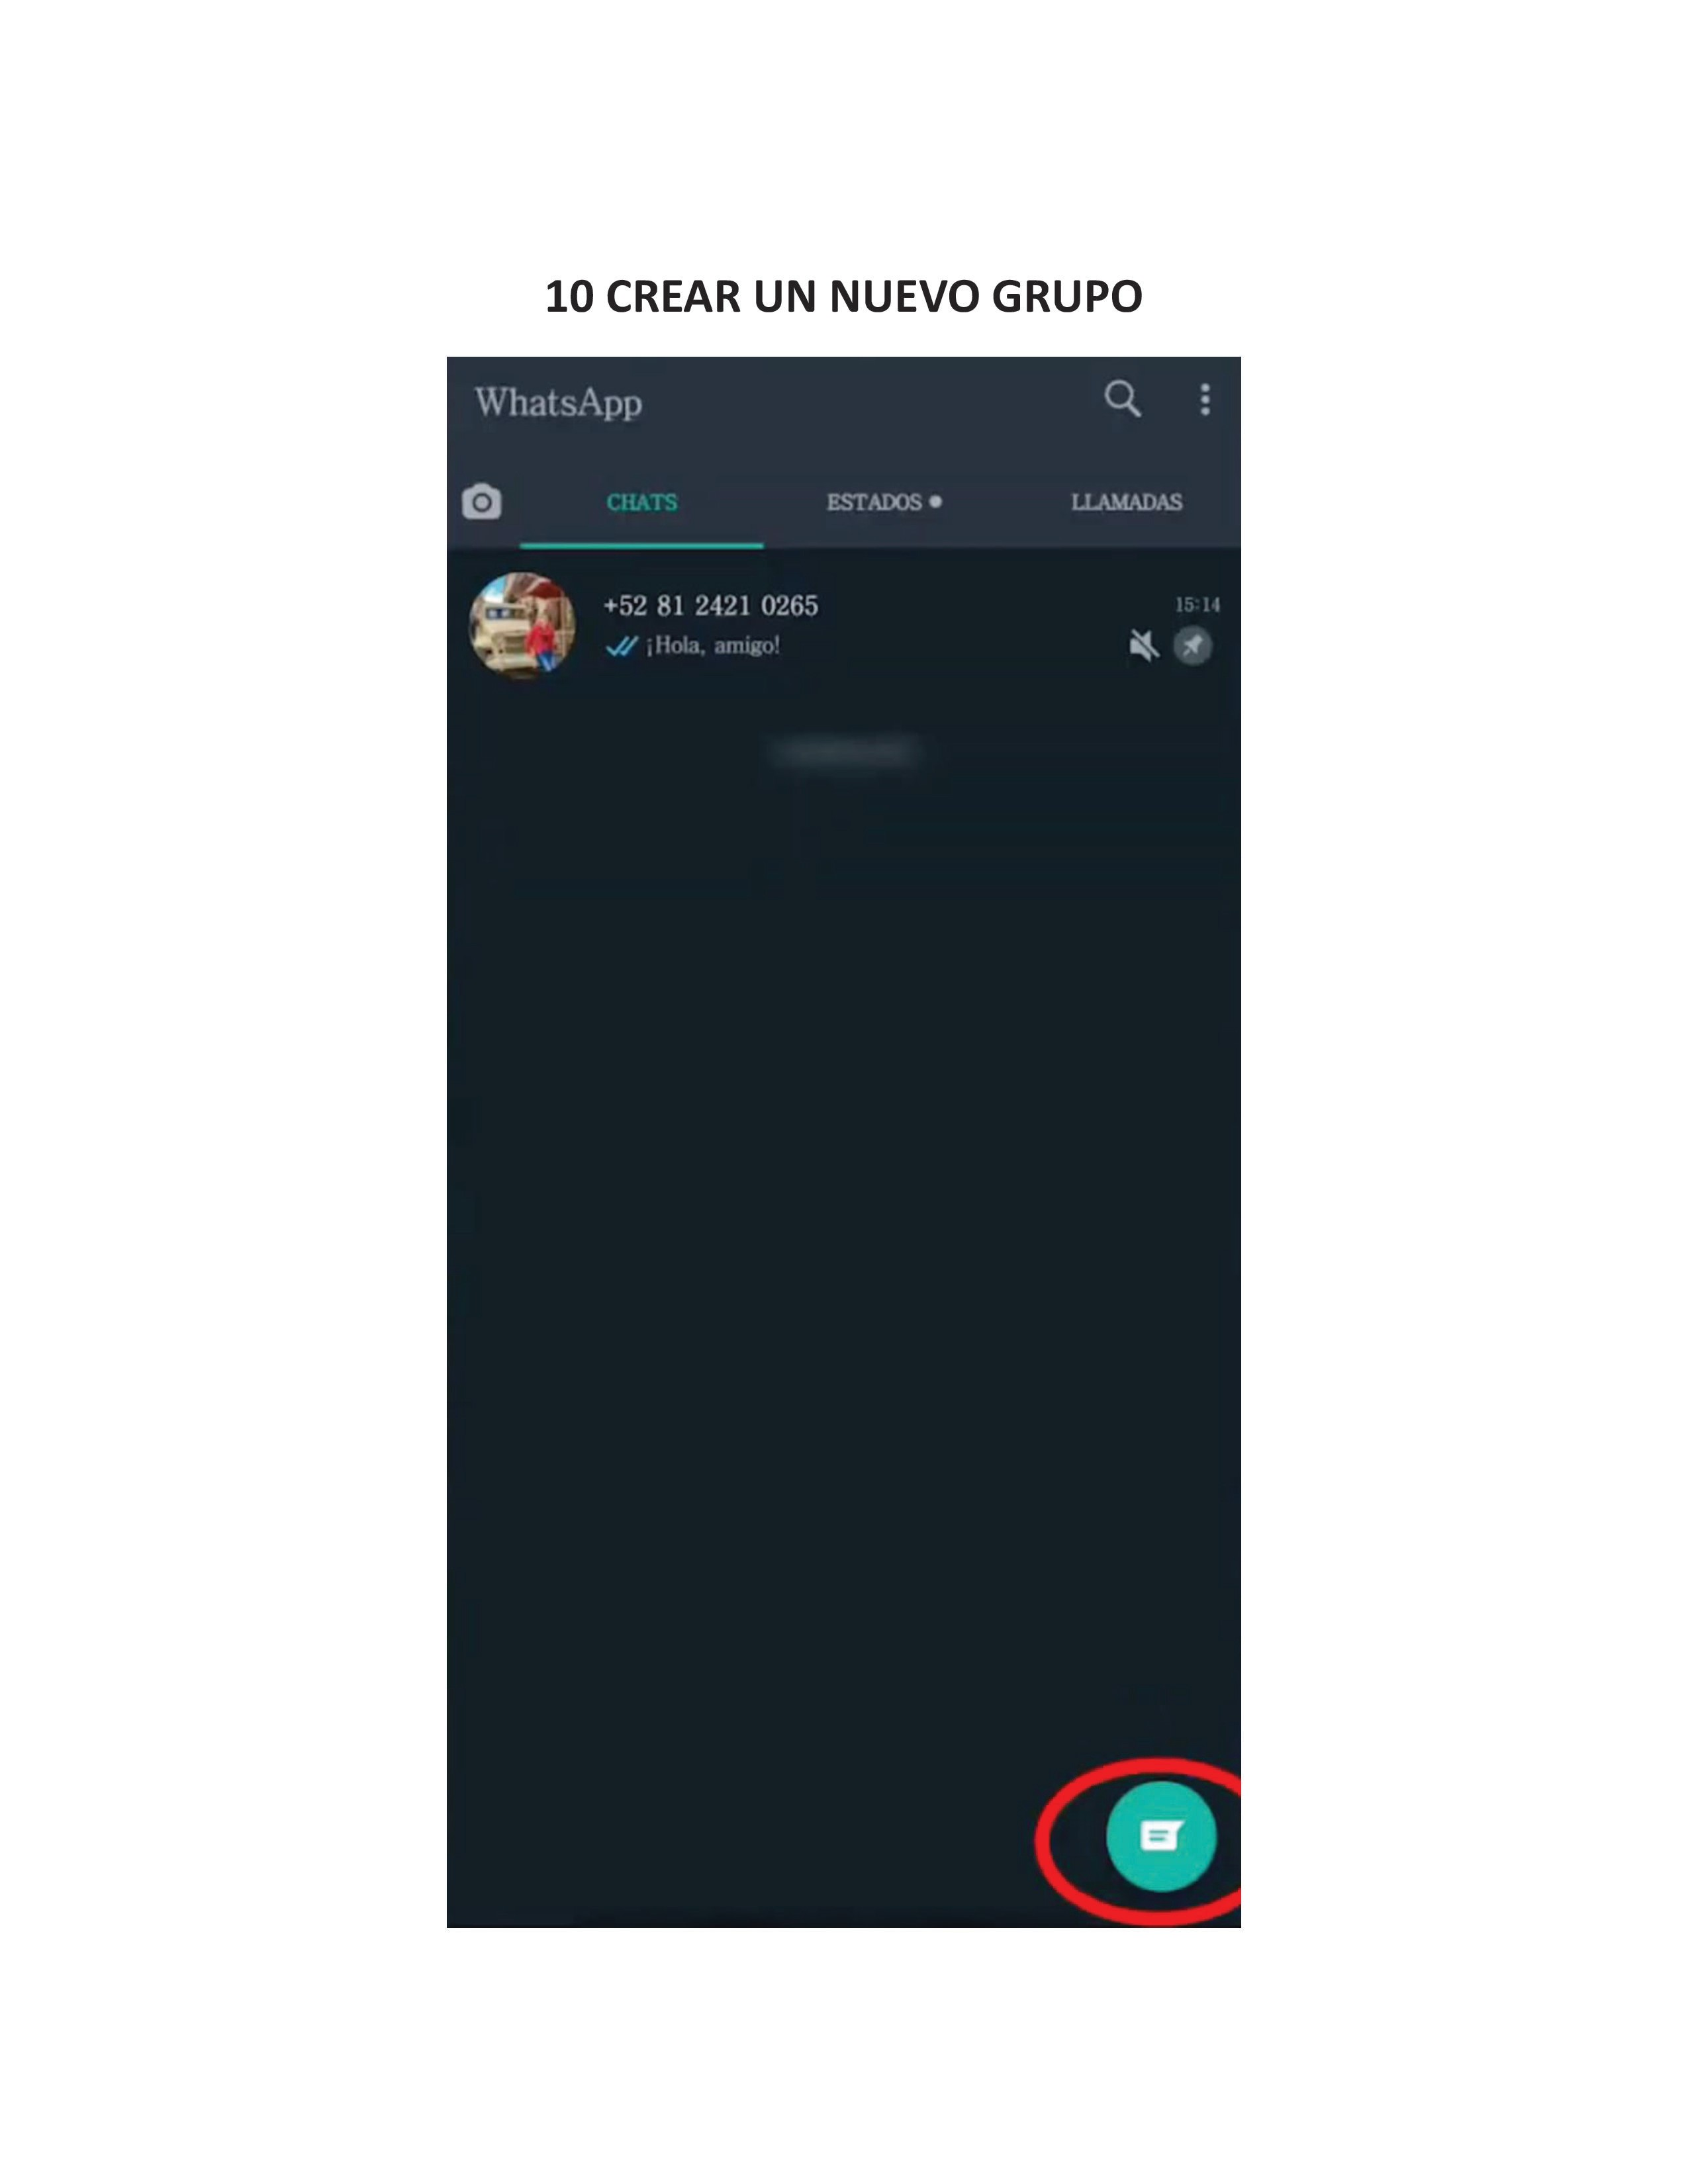 10 CREAR UN NUEVO GRUPO
WhatsApp
CHATS ESTADOS LLAMADAS
+52 81 2421 0265 15:14
¡Hola, amigo!